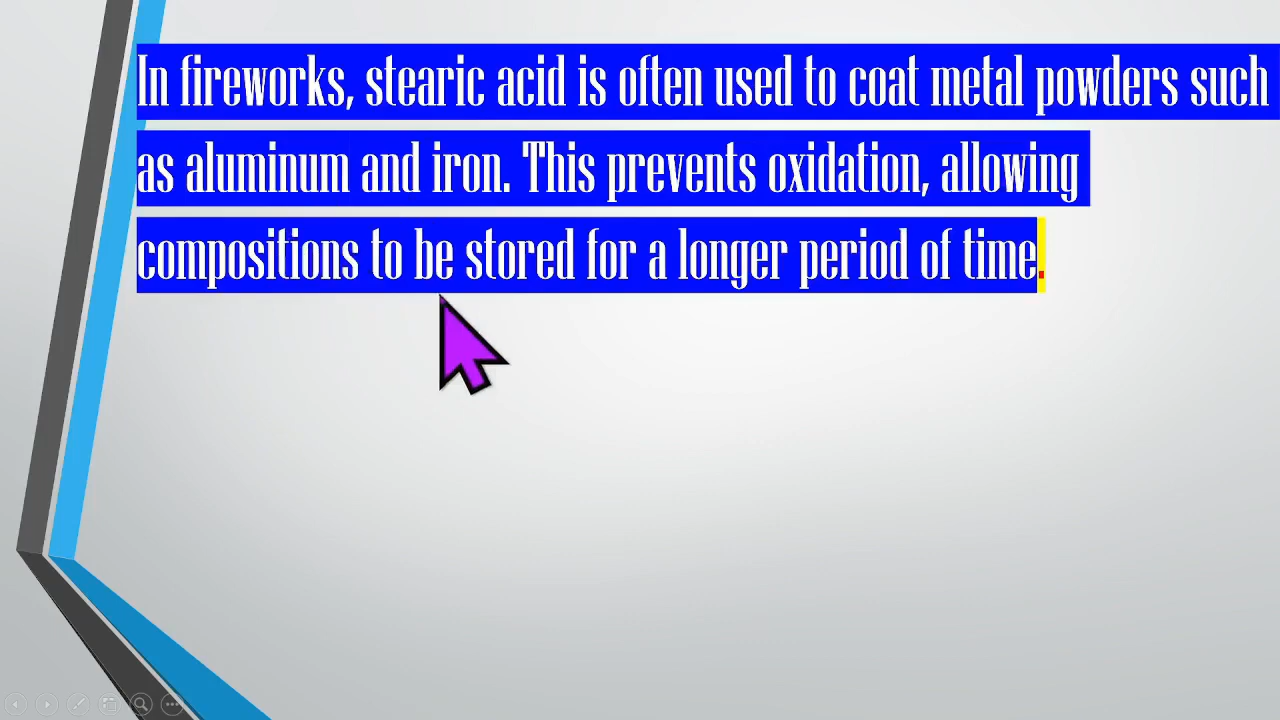 In fireworks, stearic acid is often used to coat metal powders such
as aluminum and iron. This prevents oxidation, allowing
compositions to be stored for a longer period of time.